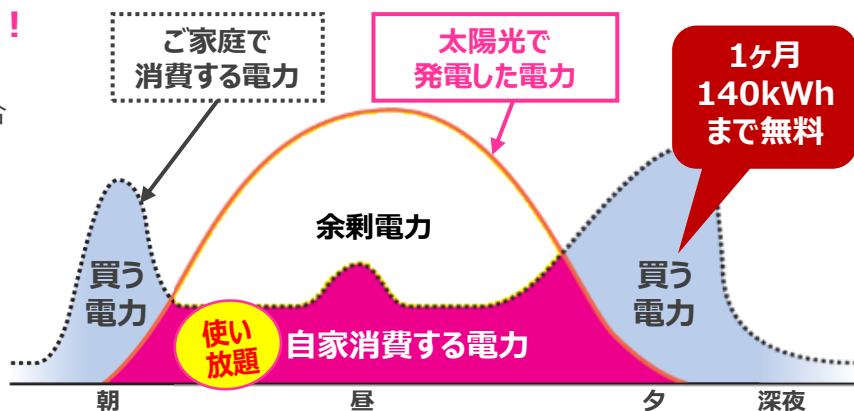 ！
ご家庭で
消費する電力
太陽光で
発電した電力
1ヶ月
140kWh
まで無料
余剰電力
買う
電力
使い
放題
自家消費する電力
買う
電力
朝
昼
夕
深夜